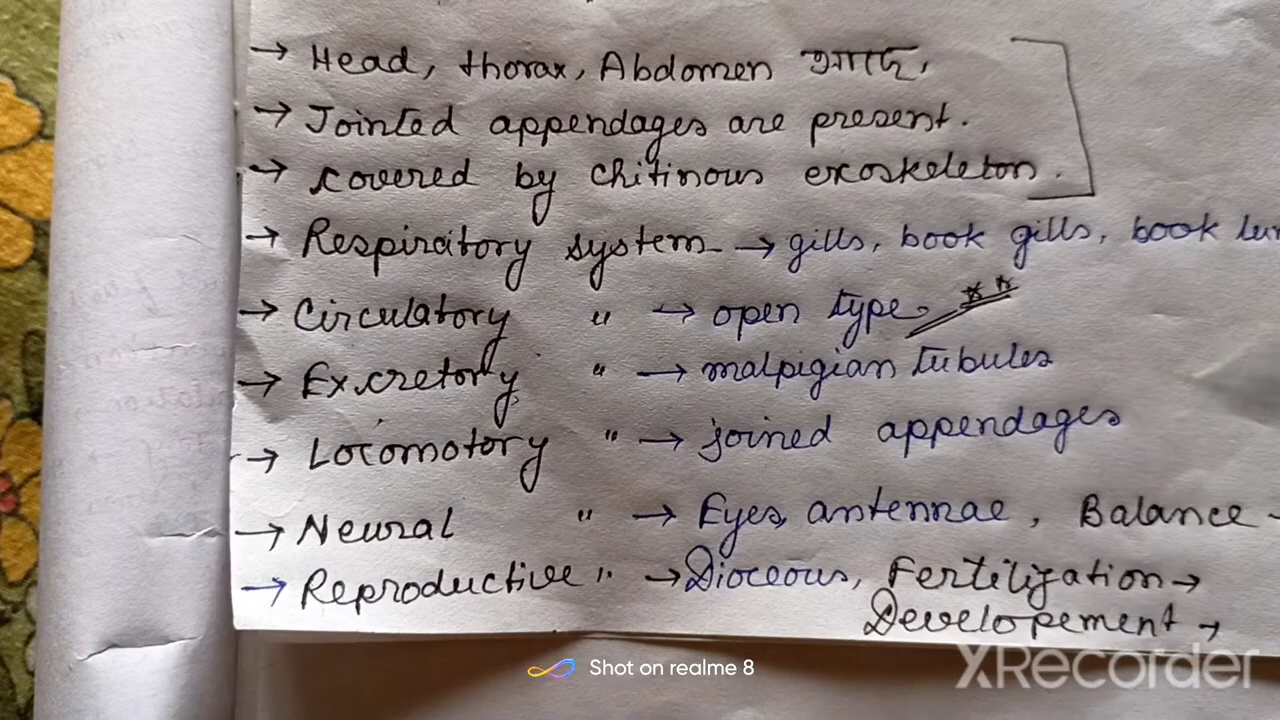 → Head, thorax, Abdomen
→ Jointed appendages are present.
→ covered by chitinous exoskeleton.
→ Respiratory system → gills, book gills, book
→ Circulatory " → open type. **
→ Excretory " → malpigian tubules
→ Locomotory " → joined appendages
→ Neural " → Eyes, antennae, Balance -
→ Reproductive " → Dioceous, Fertilization →
Developement →
Shot on realme 8
XRecorder